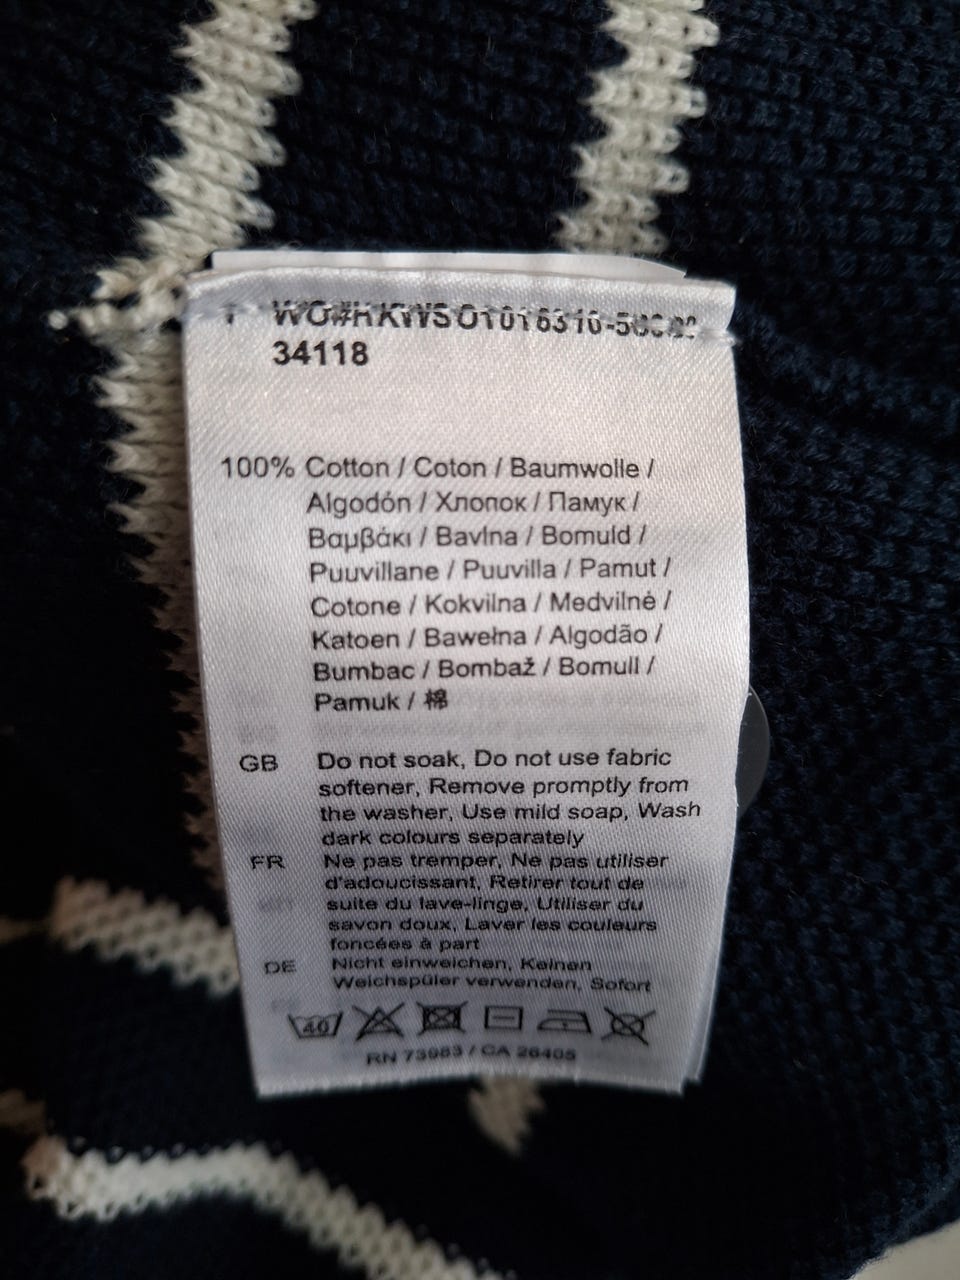 34118
100% Cotton / Coton / Baumwolle /
Algodón / Хлопок / Памук /
Βαμβάκι / Bavlna / Bomuld /
Puuvillane / Puuvilla / Pamut /
Cotone / Kokvilna / Medvilnė /
Katoen / Bawełna / Algodão /
Bumbac / Bombaž / Bomull /
Pamuk / 棉
GB Do not soak, Do not use fabric
softener, Remove promptly from
the washer, Use mild soap, Wash
dark colours separately
FR Ne pas tremper, Ne pas utiliser
d'adoucissant, Retirer tout de
suite du lave-linge, Utiliser du
savon doux, Laver les couleurs
foncées à part
DE Nicht einweichen, Keinen
Weichspüler verwenden, Sofort
40
RN 73983 / CA 26405